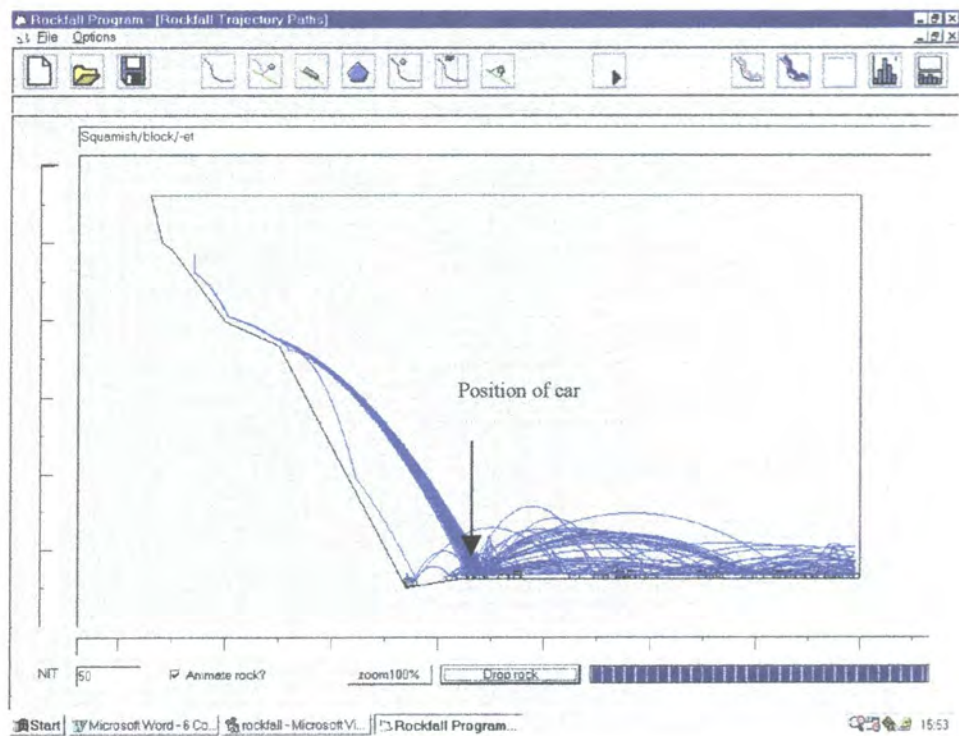 Rockfall Program - [Rockfall Trajectory Paths]
File Options
Squamish/block/-et
Position of car
NIT 50 Animate rock? zoom100% Drop rock
Start Microsoft Word - 6 Co... rockfall - Microsoft Vi... Rockfall Program... 15:53